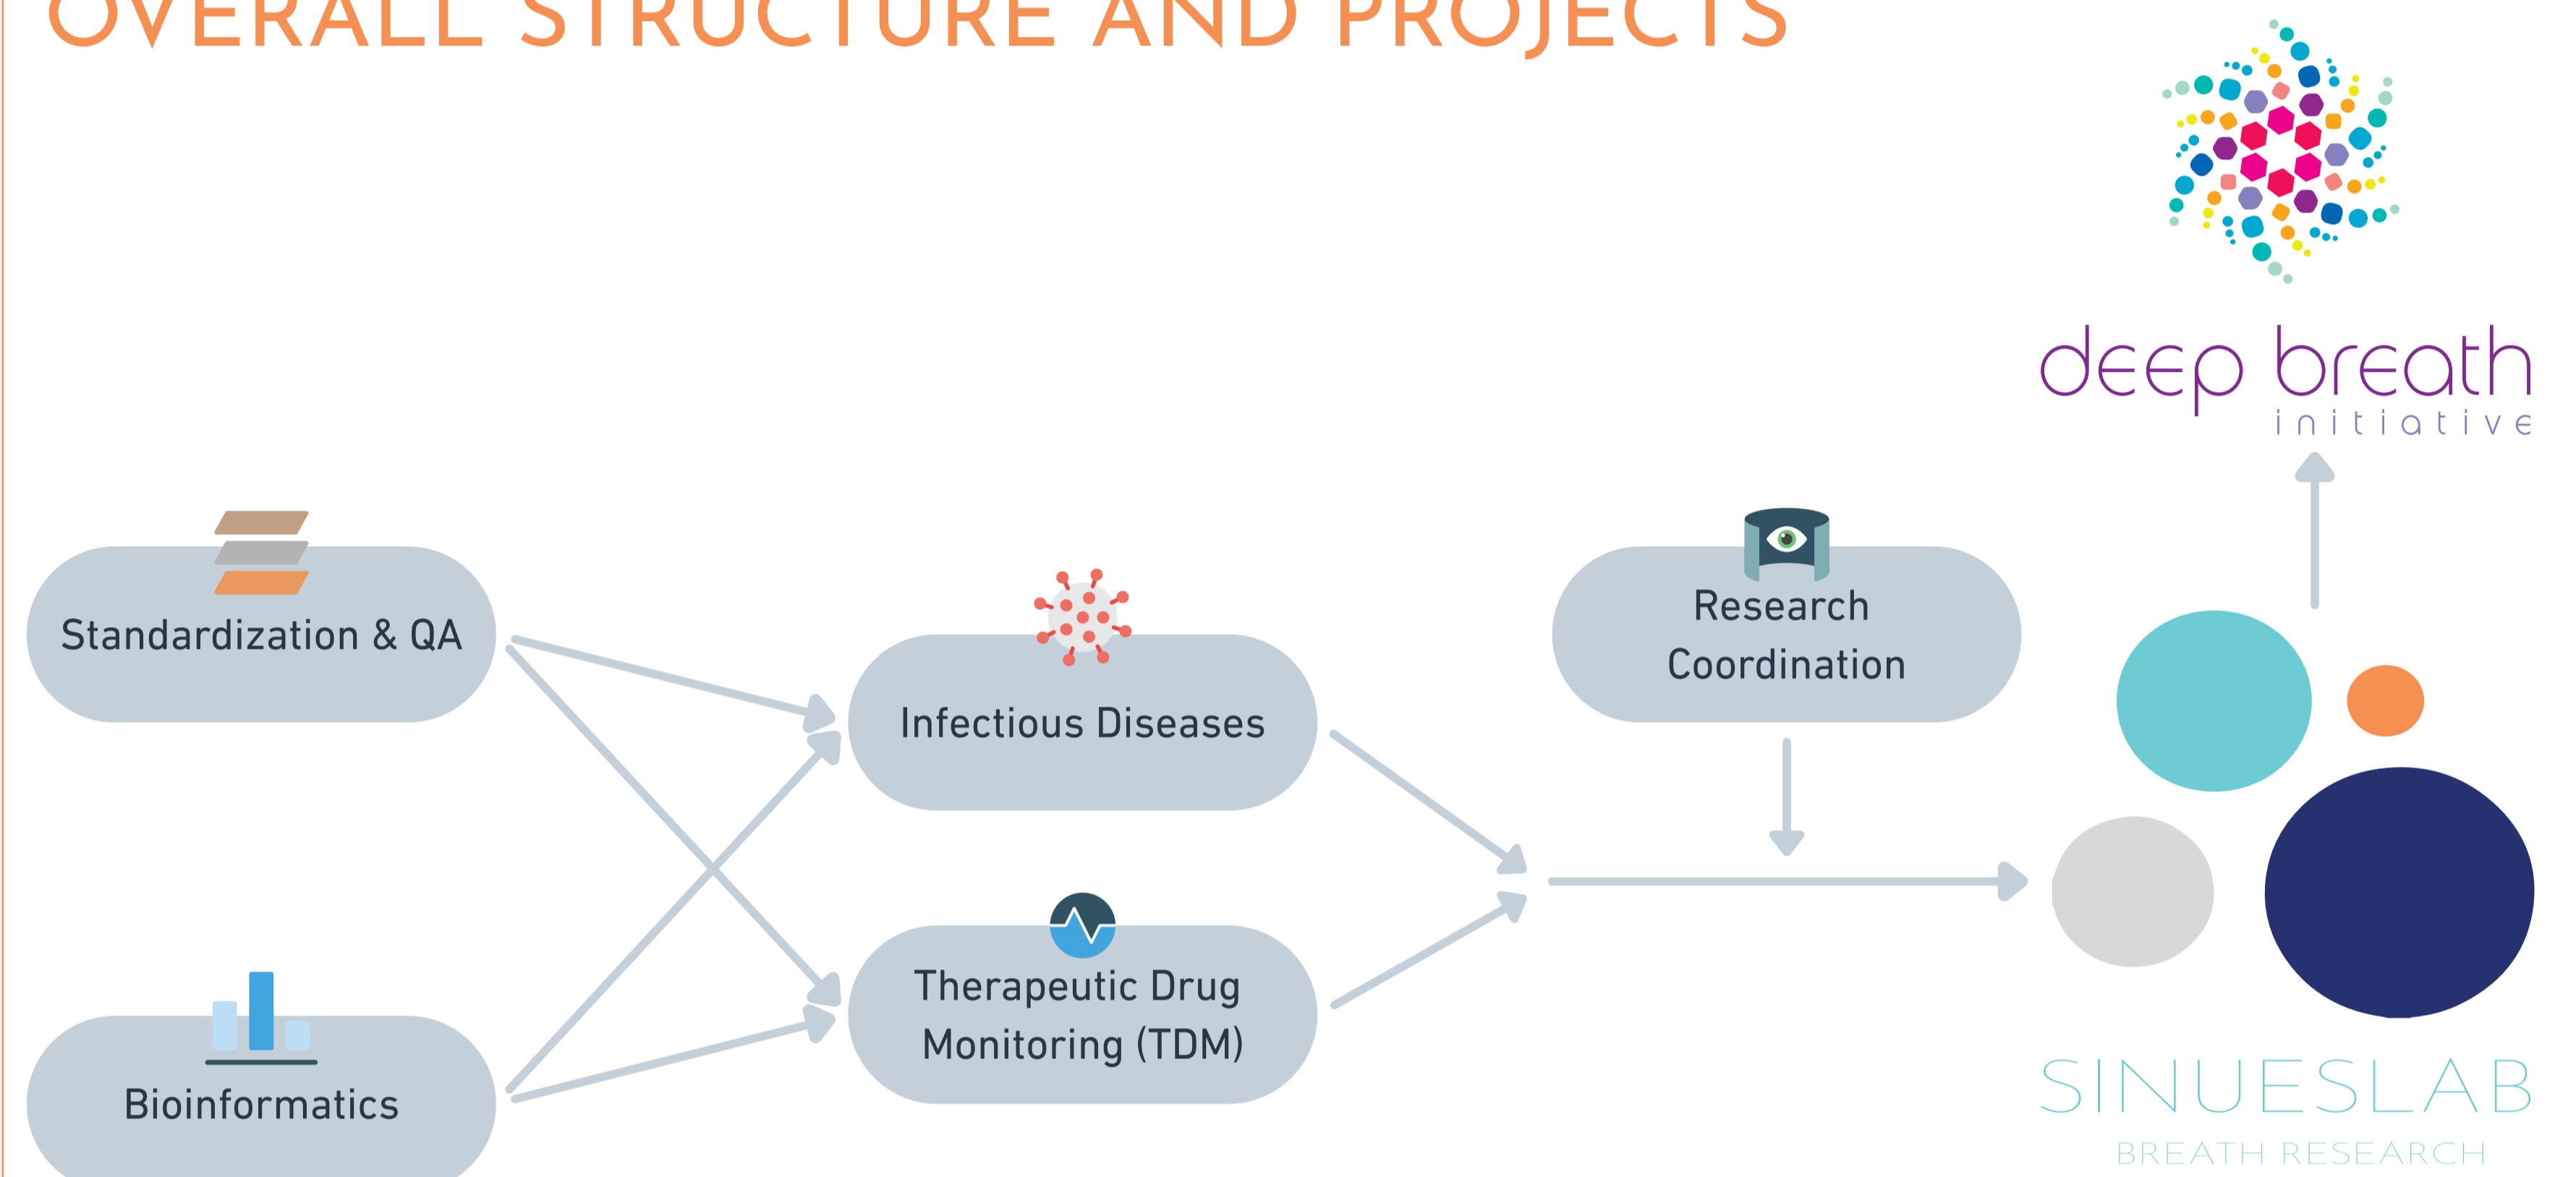 OVERALL STRUCTURE AND PROJECTS
deep breath
initiative
Standardization & QA
Infectious Diseases
Research
Coordination
Therapeutic Drug
Monitoring (TDM)
Bioinformatics
SINUESLAB
BREATH RESEARCH